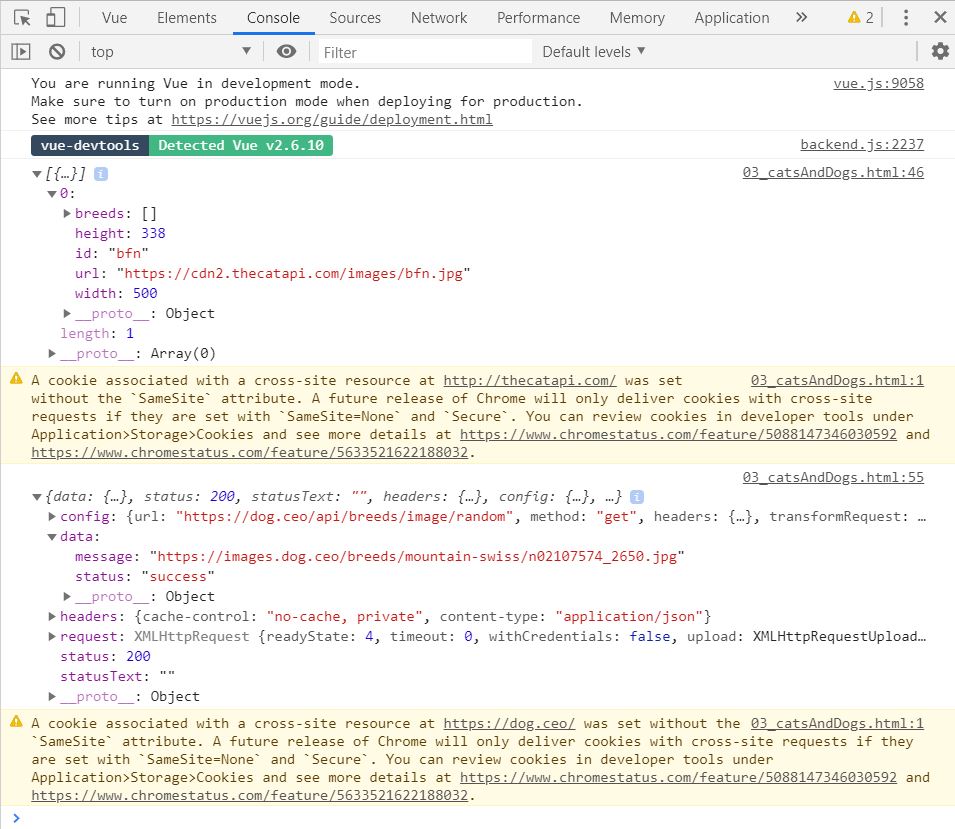 Vue Elements Console Sources Network Performance Memory Application » 2
top Filter Default levels
You are running Vue in development mode. vue.js:9058
Make sure to turn on production mode when deploying for production.
See more tips at https://vuejs.org/guide/deployment.html
vue-devtools Detected Vue v2.6.10 backend.js:2237
[{…}] i 03_catsAndDogs.html:46
0:
breeds: []
height: 338
id: "bfn"
url: "https://cdn2.thecatapi.com/images/bfn.jpg"
width: 500
__proto__: Object
length: 1
__proto__: Array(0)
A cookie associated with a cross-site resource at http://thecatapi.com/ was set 03_catsAndDogs.html:1
without the `SameSite` attribute. A future release of Chrome will only deliver cookies with cross-site
requests if they are set with `SameSite=None` and `Secure`. You can review cookies in developer tools under
Application>Storage>Cookies and see more details at https://www.chromestatus.com/feature/5088147346030592 and
https://www.chromestatus.com/feature/5633521622188032.
03_catsAndDogs.html:55
{data: {…}, status: 200, statusText: "", headers: {…}, config: {…}, …} i
config: {url: "https://dog.ceo/api/breeds/image/random", method: "get", headers: {…}, transformRequest: …
data:
message: "https://images.dog.ceo/breeds/mountain-swiss/n02107574_2650.jpg"
status: "success"
__proto__: Object
headers: {cache-control: "no-cache, private", content-type: "application/json"}
request: XMLHttpRequest {readyState: 4, timeout: 0, withCredentials: false, upload: XMLHttpRequestUpload…
status: 200
statusText: ""
__proto__: Object
A cookie associated with a cross-site resource at https://dog.ceo/ was set without the 03_catsAndDogs.html:1
`SameSite` attribute. A future release of Chrome will only deliver cookies with cross-site requests if they
are set with `SameSite=None` and `Secure`. You can review cookies in developer tools under
Application>Storage>Cookies and see more details at https://www.chromestatus.com/feature/5088147346030592 and
https://www.chromestatus.com/feature/5633521622188032.